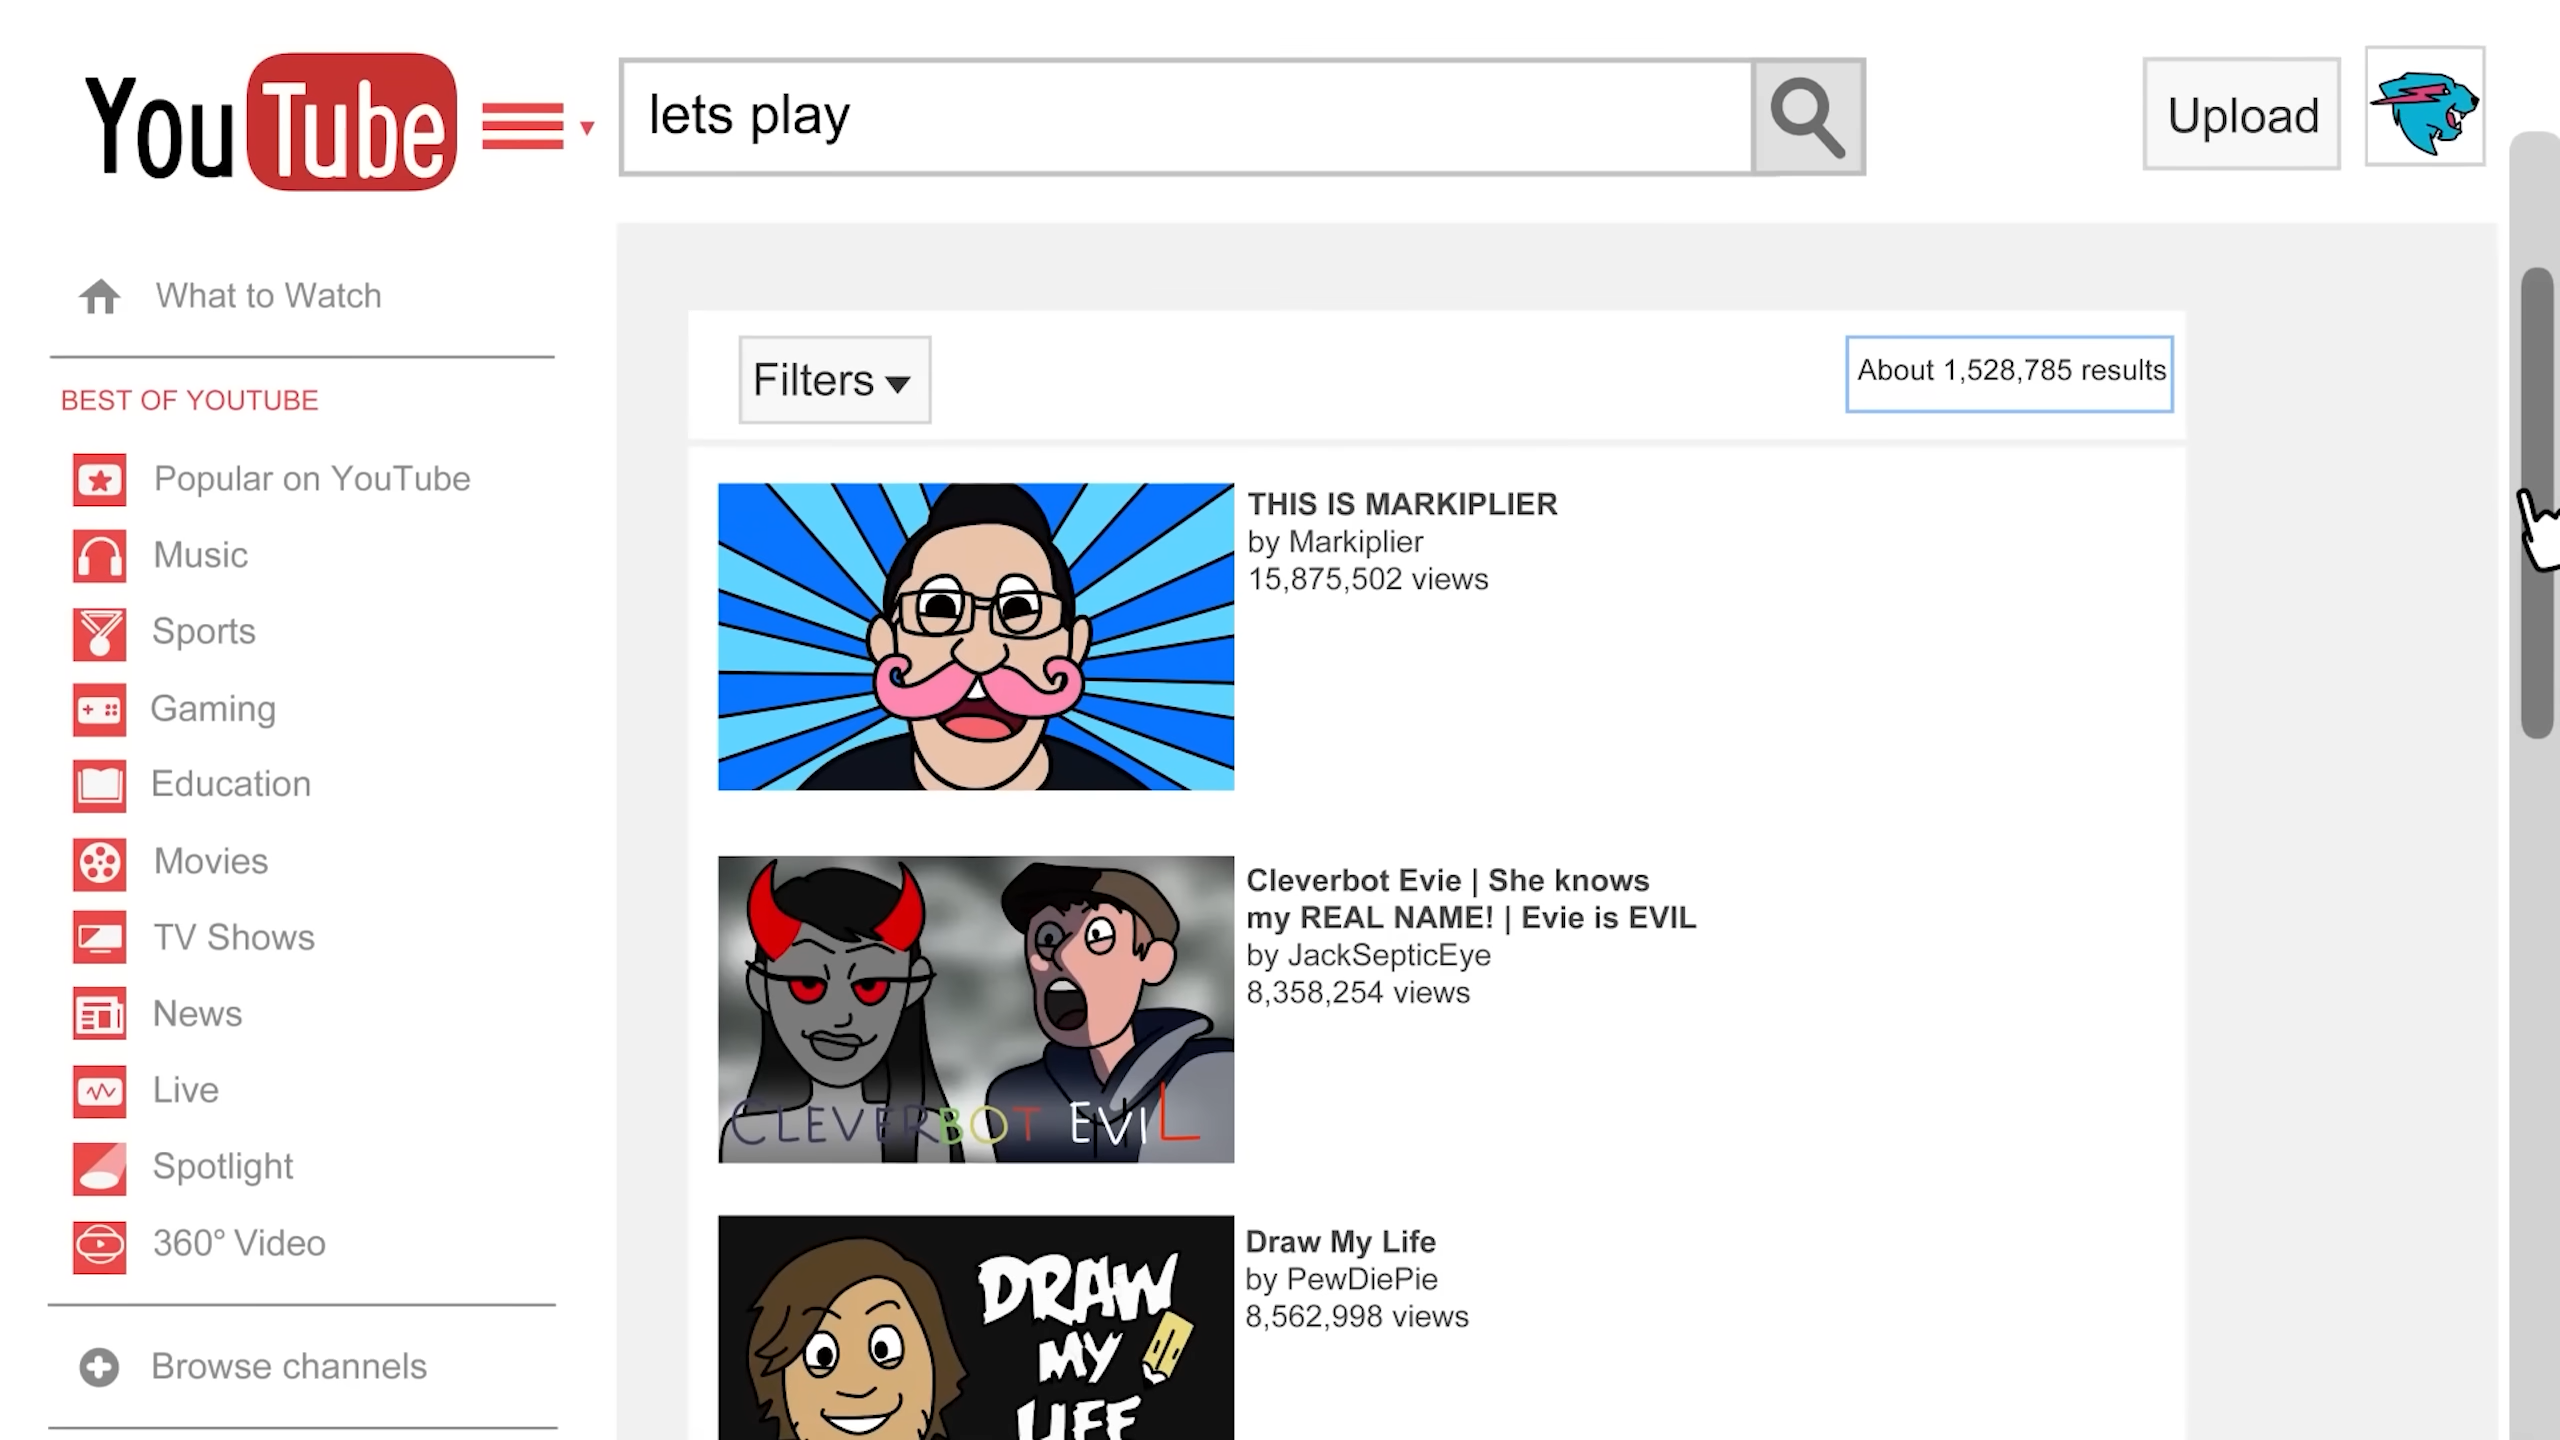 YouTube
lets play
Upload
What to Watch
BEST OF YOUTUBE
Popular on YouTube
Music
Sports
Gaming
Education
Movies
TV Shows
News
Live
Spotlight
360° Video
Browse channels
Filters
About 1,528,785 results
THIS IS MARKIPLIER
by Markiplier
15,875,502 views
CLEVERBOT EVIL
Cleverbot Evie | She knows
my REAL NAME! | Evie is EVIL
by JackSepticEye
8,358,254 views
DRAW
MY
LIFE
Draw My Life
by PewDiePie
8,562,998 views